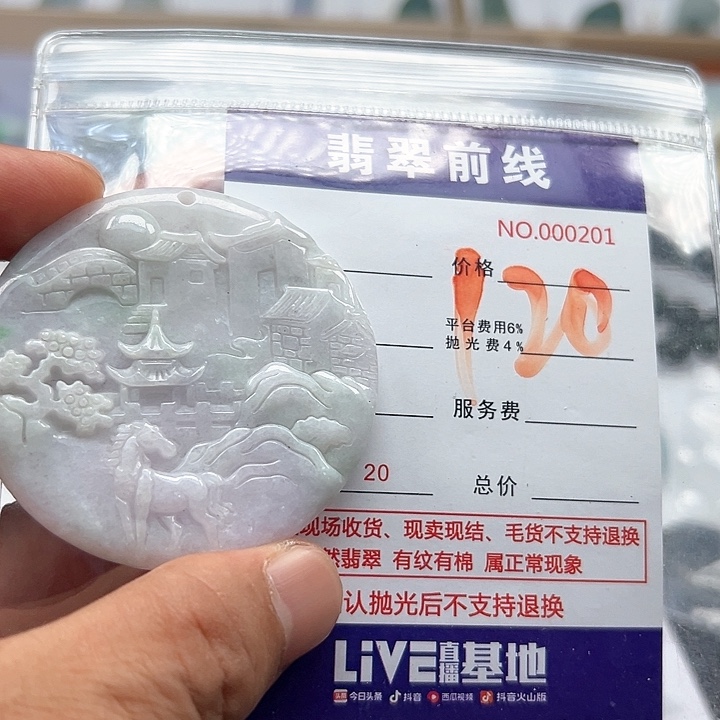 翡翠前线
NO.000201
价格
120
平台费用6%
抛光费4%
服务费
20
总价
现场收货、现卖现结、毛货不支持退换
然翡翠 有纹有棉 属正常现象
认抛光后不支持退换
LiVE直播基地
今日头条 抖音 西瓜视频 抖音火山版